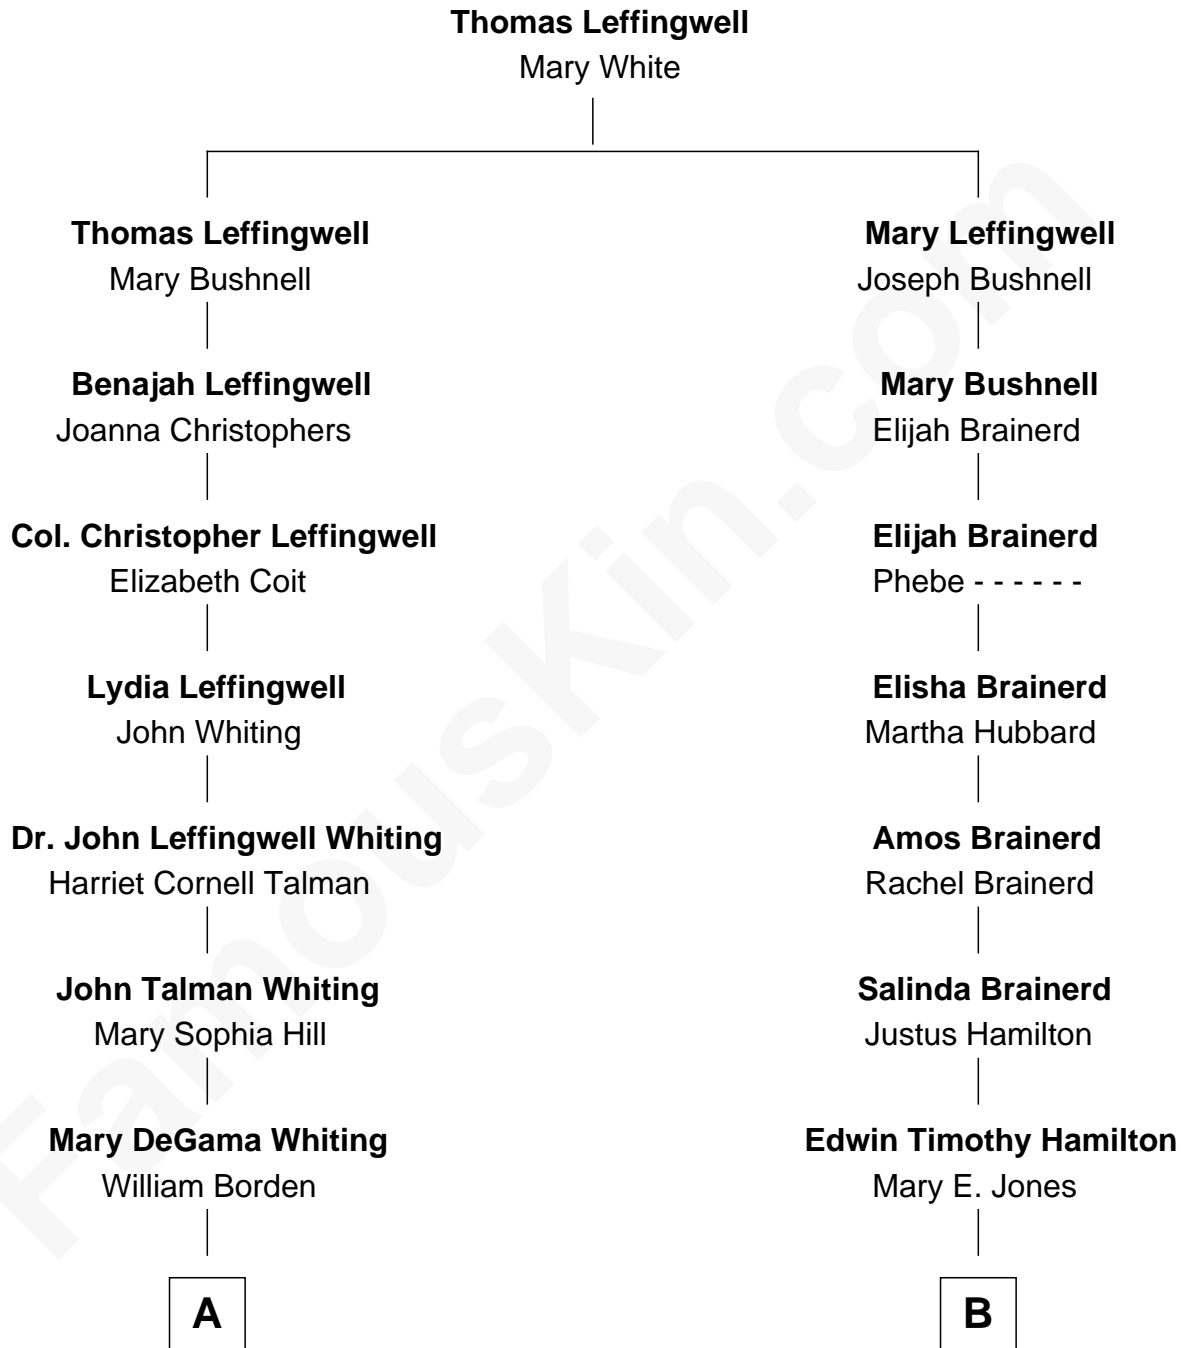 Thomas Leffingwell
Mary White
Thomas Leffingwell
Mary Bushnell
Benajah Leffingwell
Joanna Christophers
Col. Christopher Leffingwell
Elizabeth Coit
Lydia Leffingwell
John Whiting
Dr. John Leffingwell Whiting
Harriet Cornell Talman
John Talman Whiting
Mary Sophia Hill
Mary DeGama Whiting
William Borden
A
Mary Leffingwell
Joseph Bushnell
Mary Bushnell
Elijah Brainerd
Elijah Brainerd
Phebe - - - - - -
Elisha Brainerd
Martha Hubbard
Amos Brainerd
Rachel Brainerd
Salinda Brainerd
Justus Hamilton
Edwin Timothy Hamilton
Mary E. Jones
B
FamousKin.com